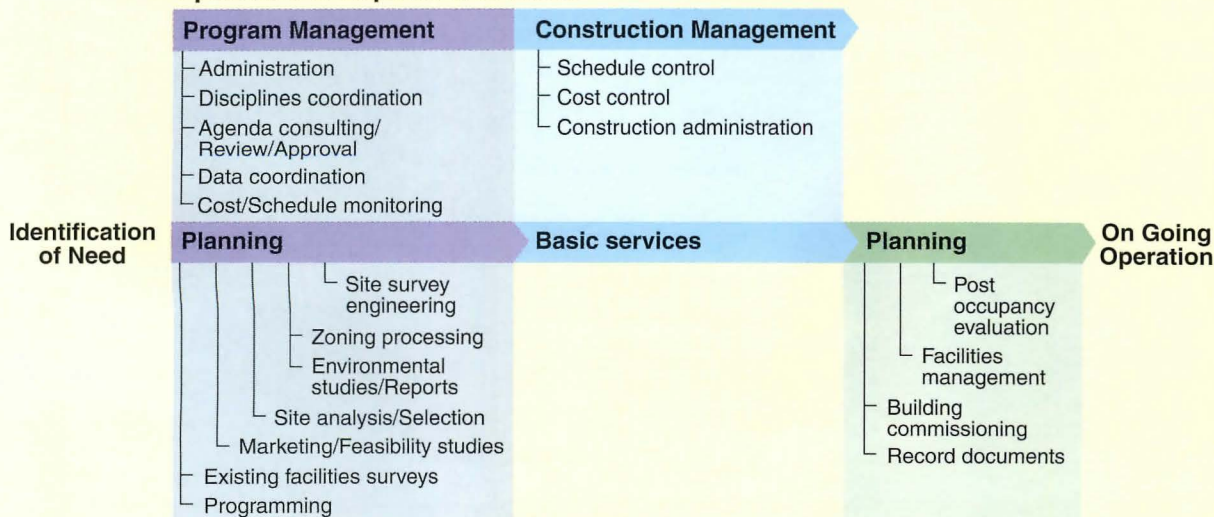 Program Management
Construction Management
Administration
Disciplines coordination
Agenda consulting/
Review/Approval
Data coordination
Cost/Schedule monitoring
Schedule control
Cost control
Construction administration
Identification
of Need
Planning
Basic services
Planning
On Going
Operation
Site survey
engineering
Zoning processing
Environmental
studies/Reports
Site analysis/Selection
Marketing/Feasibility studies
Existing facilities surveys
Programming
Post
occupancy
evaluation
Facilities
management
Building
commissioning
Record documents